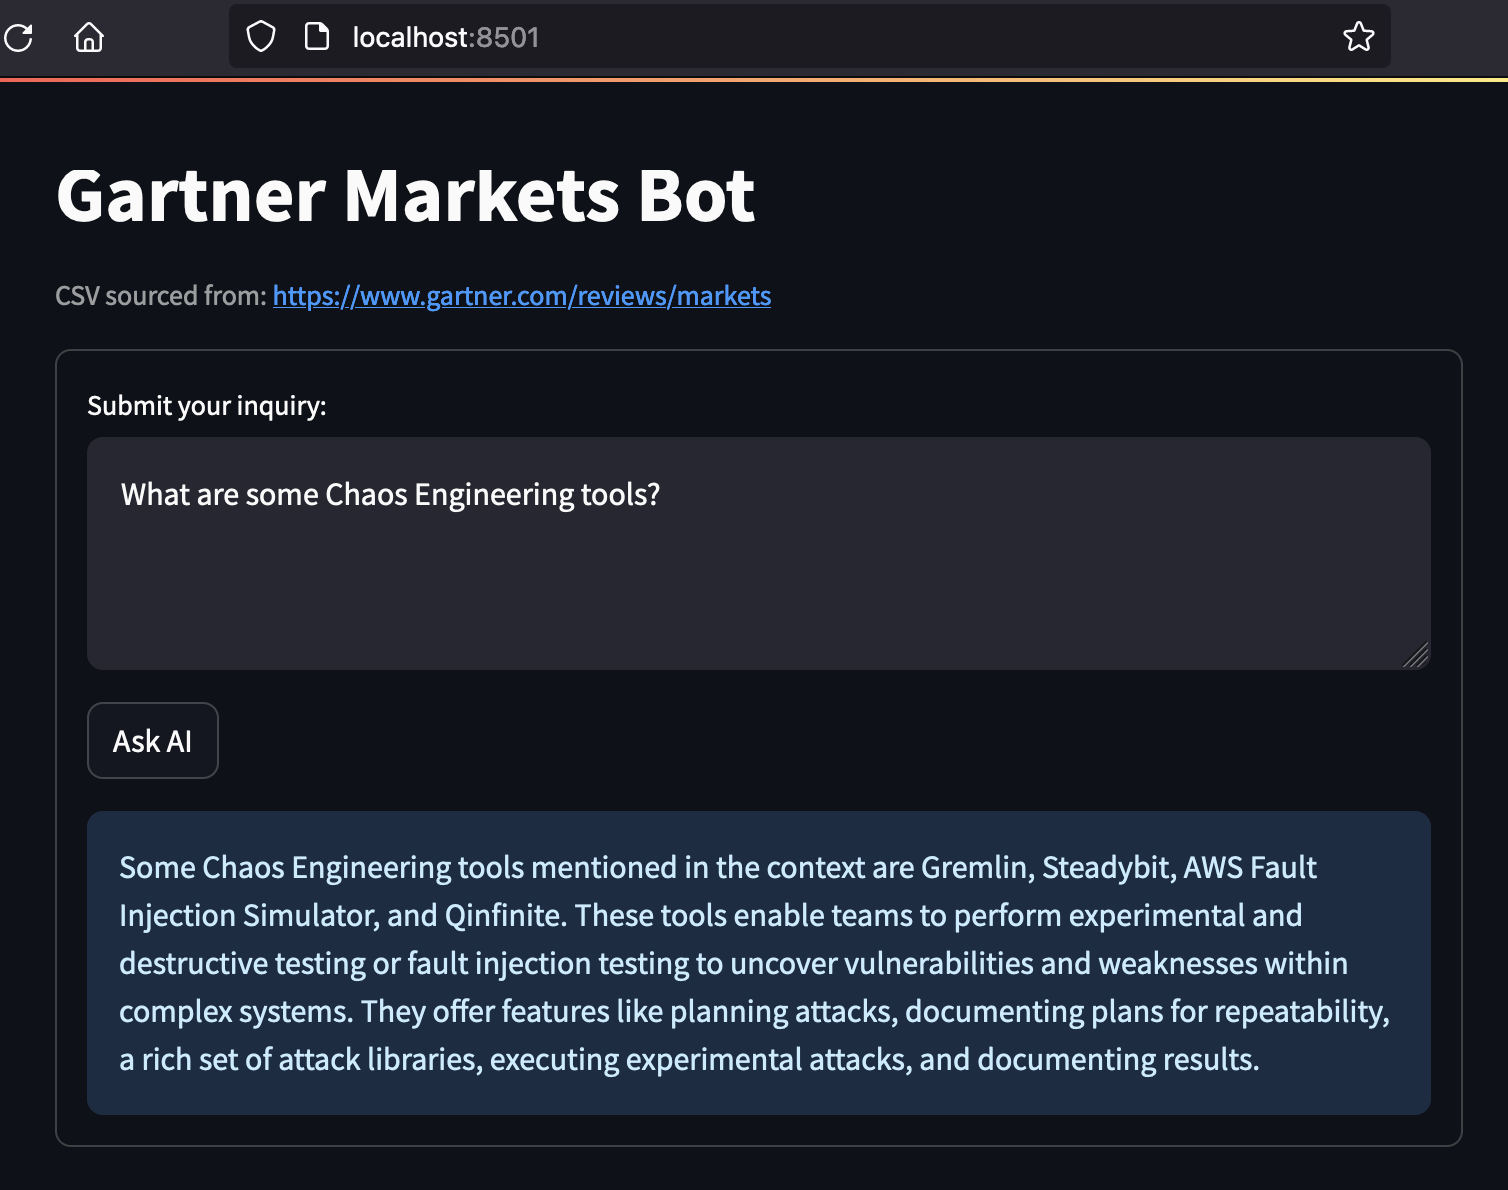 localhost:8501
Gartner Markets Bot
CSV sourced from: https://www.gartner.com/reviews/markets
Submit your inquiry:
What are some Chaos Engineering tools?
Ask AI
Some Chaos Engineering tools mentioned in the context are Gremlin, Steadybit, AWS Fault
Injection Simulator, and Qinfinite. These tools enable teams to perform experimental and
destructive testing or fault injection testing to uncover vulnerabilities and weaknesses within
complex systems. They offer features like planning attacks, documenting plans for repeatability,
a rich set of attack libraries, executing experimental attacks, and documenting results.